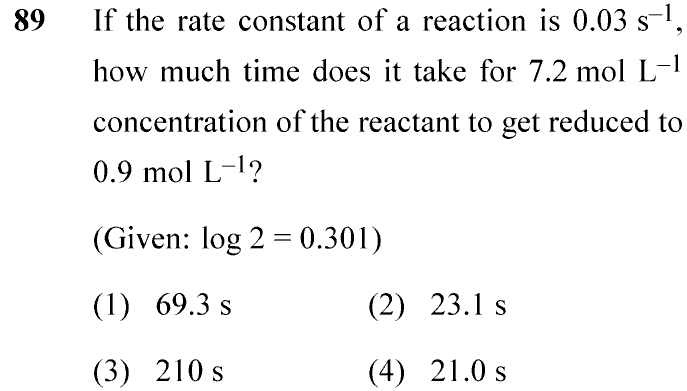 89 If the rate constant of a reaction is 0.03 s⁻¹,
how much time does it take for 7.2 mol L⁻¹
concentration of the reactant to get reduced to
0.9 mol L⁻¹?
(Given: log 2 = 0.301)
(1) 69.3 s (2) 23.1 s
(3) 210 s (4) 21.0 s